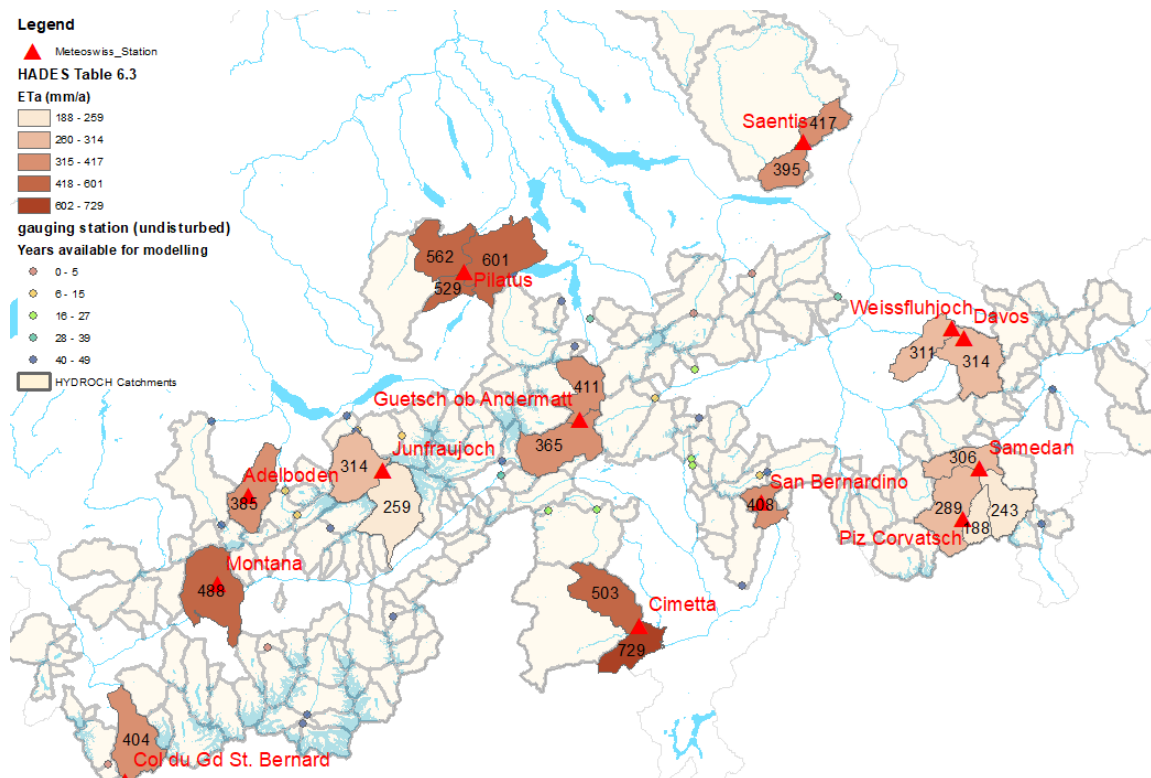 Legend
Meteoswiss_Station
HADES Table 6.3
ETa (mm/a)
188 - 259
260 - 314
315 - 417
418 - 601
602 - 729
gauging station (undisturbed)
Years available for modelling
0 - 5
6 - 15
16 - 27
28 - 39
40 - 49
HYDROCH Catchments
Saentis
417
395
562
601
Pilatus
529
Weissfluhjoch
Davos
311
314
411
Guetsch ob Andermatt
365
Junfraujoch
314
Adelboden
385
259
306
Samedan
San Bernardino
408
289
243
188
Piz Corvatsch
Montana
488
503
Cimetta
729
404
Col du Gd St. Bernard